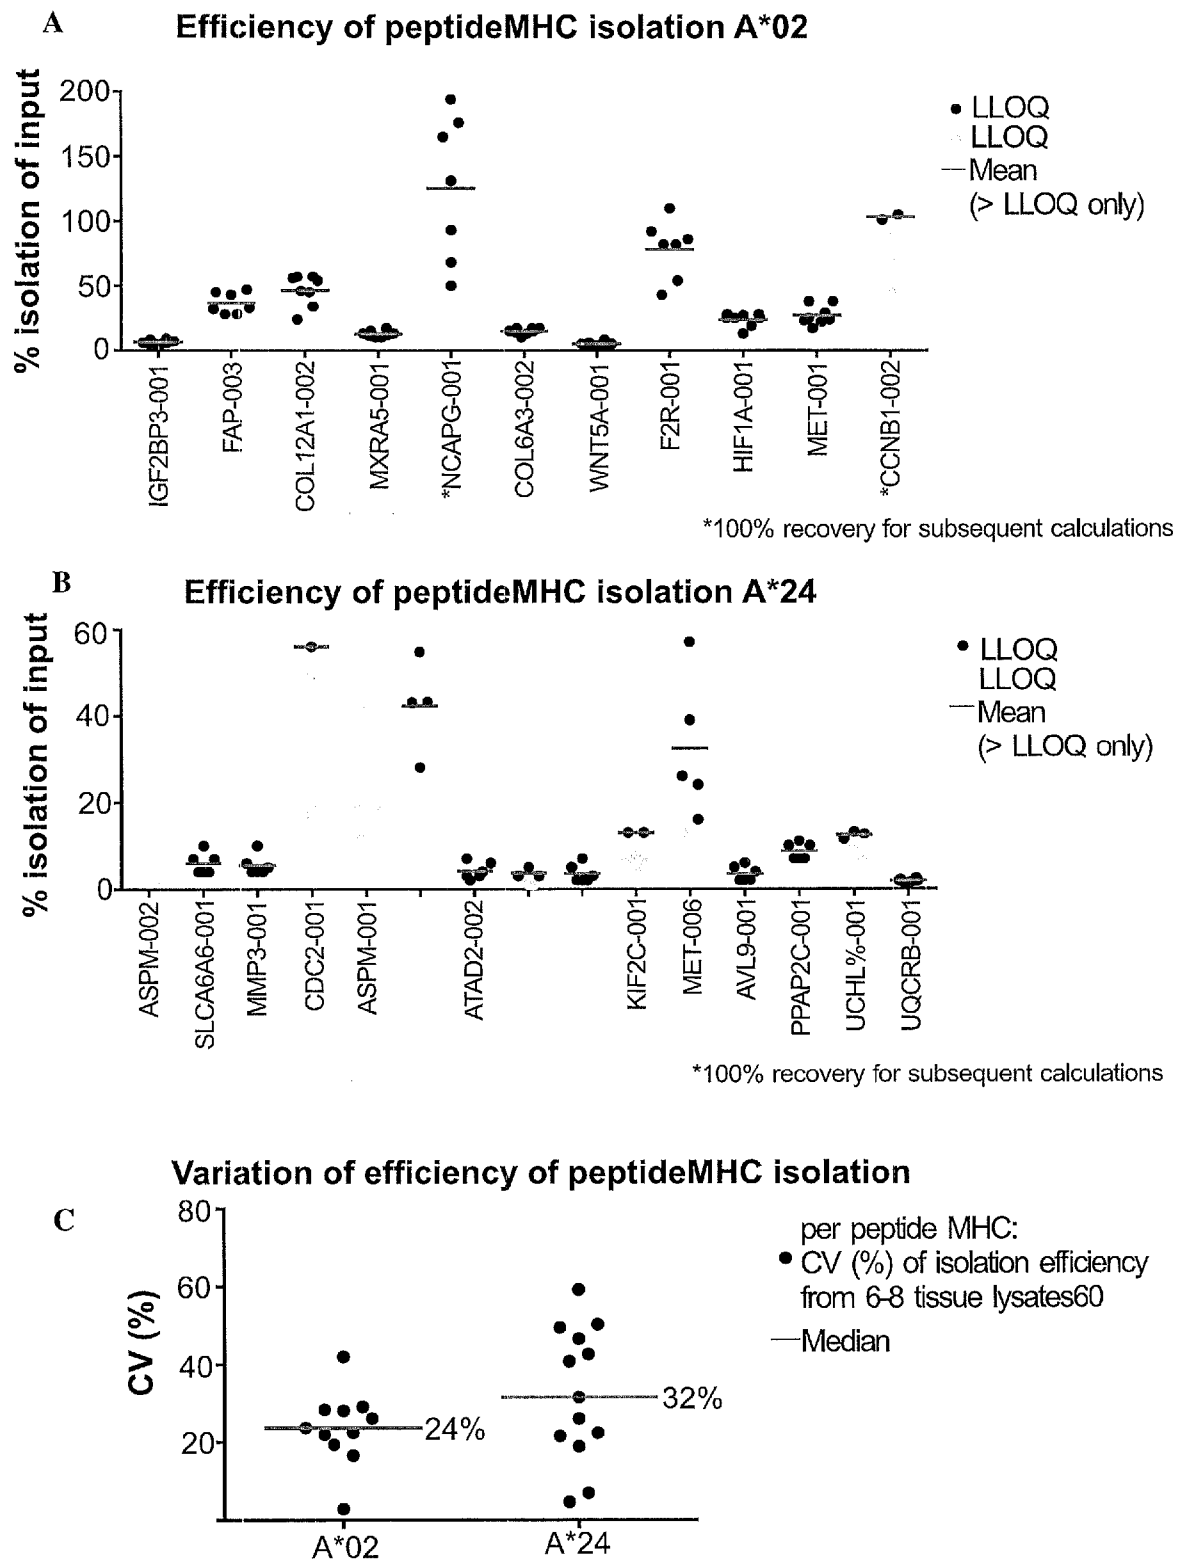 A
Efficiency of peptideMHC isolation A*02
% isolation of input
200
150
100
50
0
LLOQ
LLOQ
Mean
(> LLOQ only)
IGF2BP3-001
FAP-003
COL12A1-002
MXRA5-001
*NCAPG-001
COL6A3-002
WNT5A-001
F2R-001
HIF1A-001
MET-001
*CCNB1-002
*100% recovery for subsequent calculations
B
Efficiency of peptideMHC isolation A*24
% isolation of input
60
40
20
0
LLOQ
LLOQ
Mean
(> LLOQ only)
ASPM-002
SLCA6A6-001
MMP3-001
CDC2-001
ASPM-001
ATAD2-002
KIF2C-001
MET-006
AVL9-001
PPAP2C-001
UCHL%-001
UQCRB-001
*100% recovery for subsequent calculations
Variation of efficiency of peptideMHC isolation
C
CV (%)
80
60
40
20
24%
32%
A*02
A*24
per peptide MHC:
CV (%) of isolation efficiency
from 6-8 tissue lysates60
Median